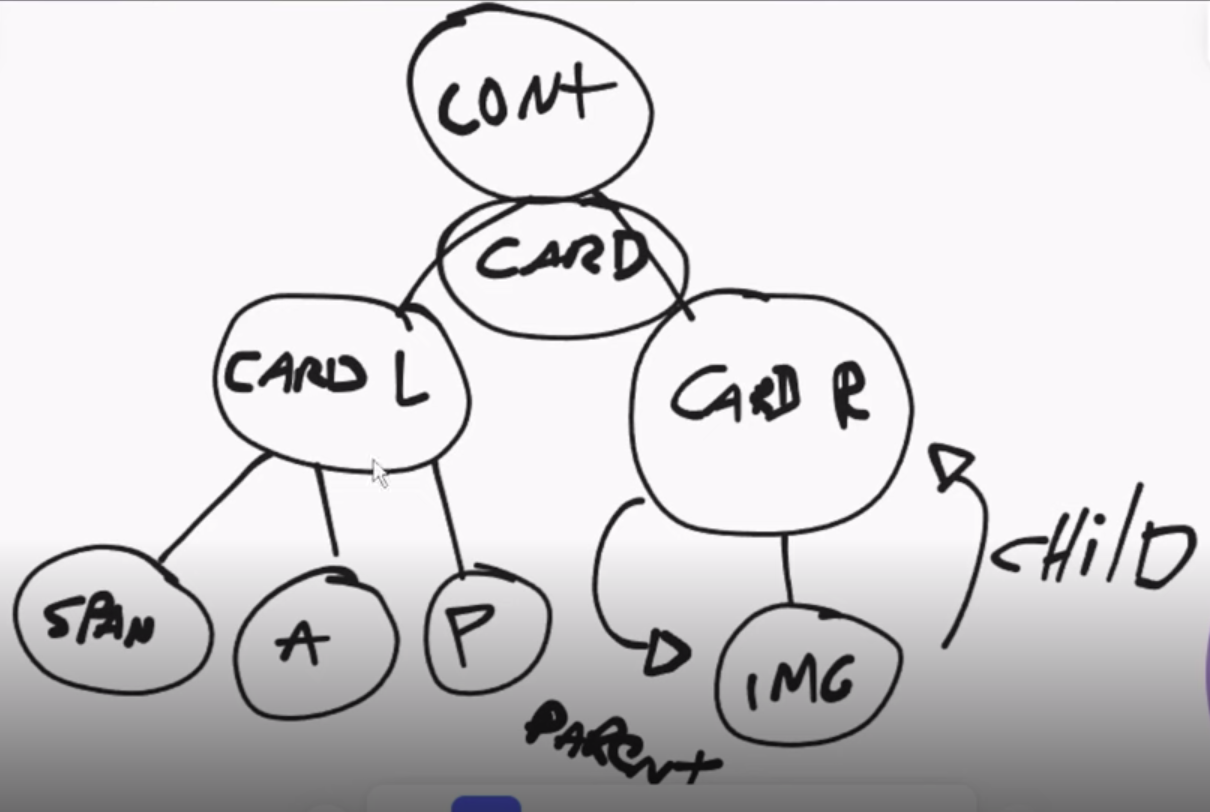 CONT
CARD
CARD L
CARD R
CHILD
SPAN
A
P
IMG
PARENT